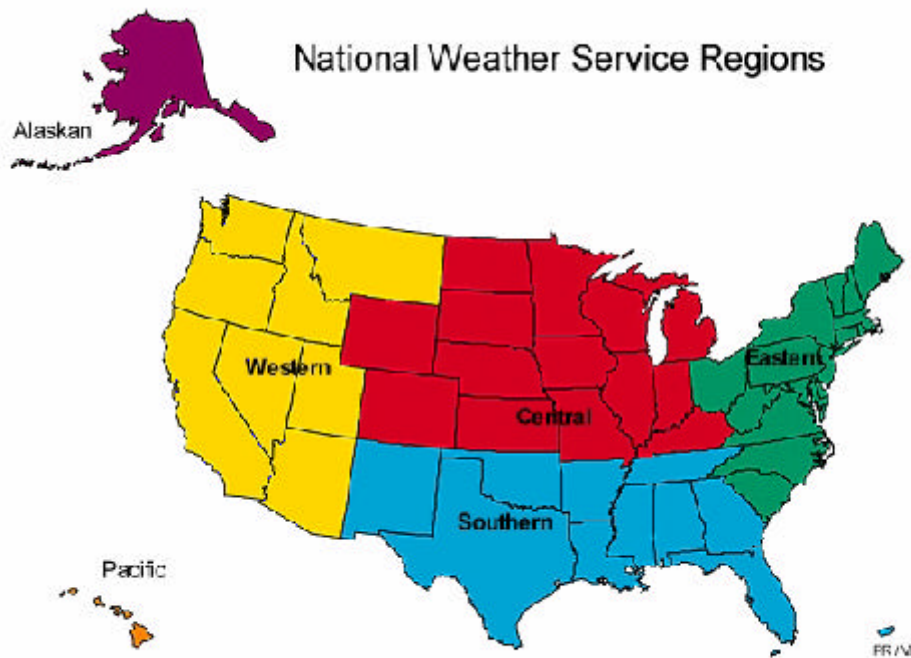 National Weather Service Regions
Alaskan
Western
Eastern
Central
Southern
Pacific